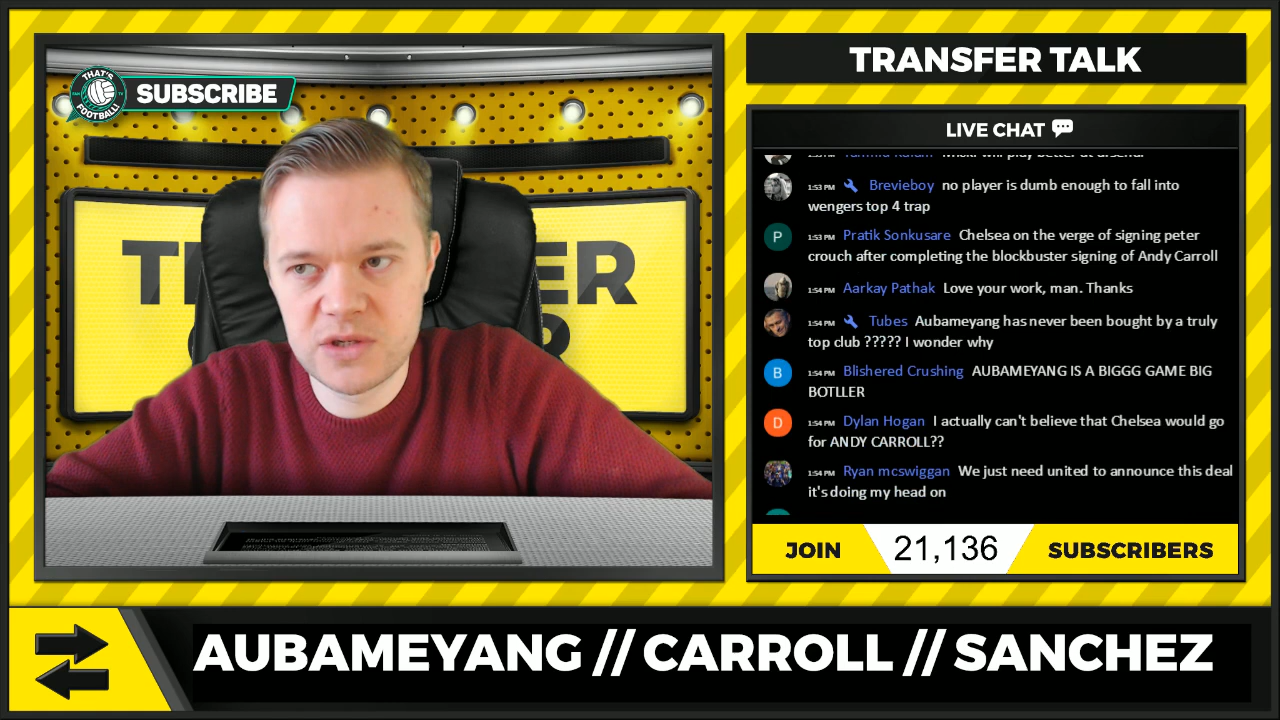 THAT'S
FOOTBALL!
SUBSCRIBE
TRANSFER TALK
LIVE CHAT
1:53 PM Brevieboy no player is dumb enough to fall into
wengers top 4 trap
1:53 PM Pratik Sonkusare Chelsea on the verge of signing peter
crouch after completing the blockbuster signing of Andy Carroll
1:54 PM Aarkay Pathak Love your work, man. Thanks
1:54 PM Tubes Aubameyang has never been bought by a truly
top club ????? I wonder why
1:54 PM Blishered Crushing AUBAMEYANG IS A BIGGG GAME BIG
BOTLLER
1:54 PM Dylan Hogan I actually can't believe that Chelsea would go
for ANDY CARROLL??
1:54 PM Ryan mcswiggan We just need united to announce this deal
it's doing my head on
P
B
D
JOIN 21,136 SUBSCRIBERS
AUBAMEYANG // CARROLL // SANCHEZ